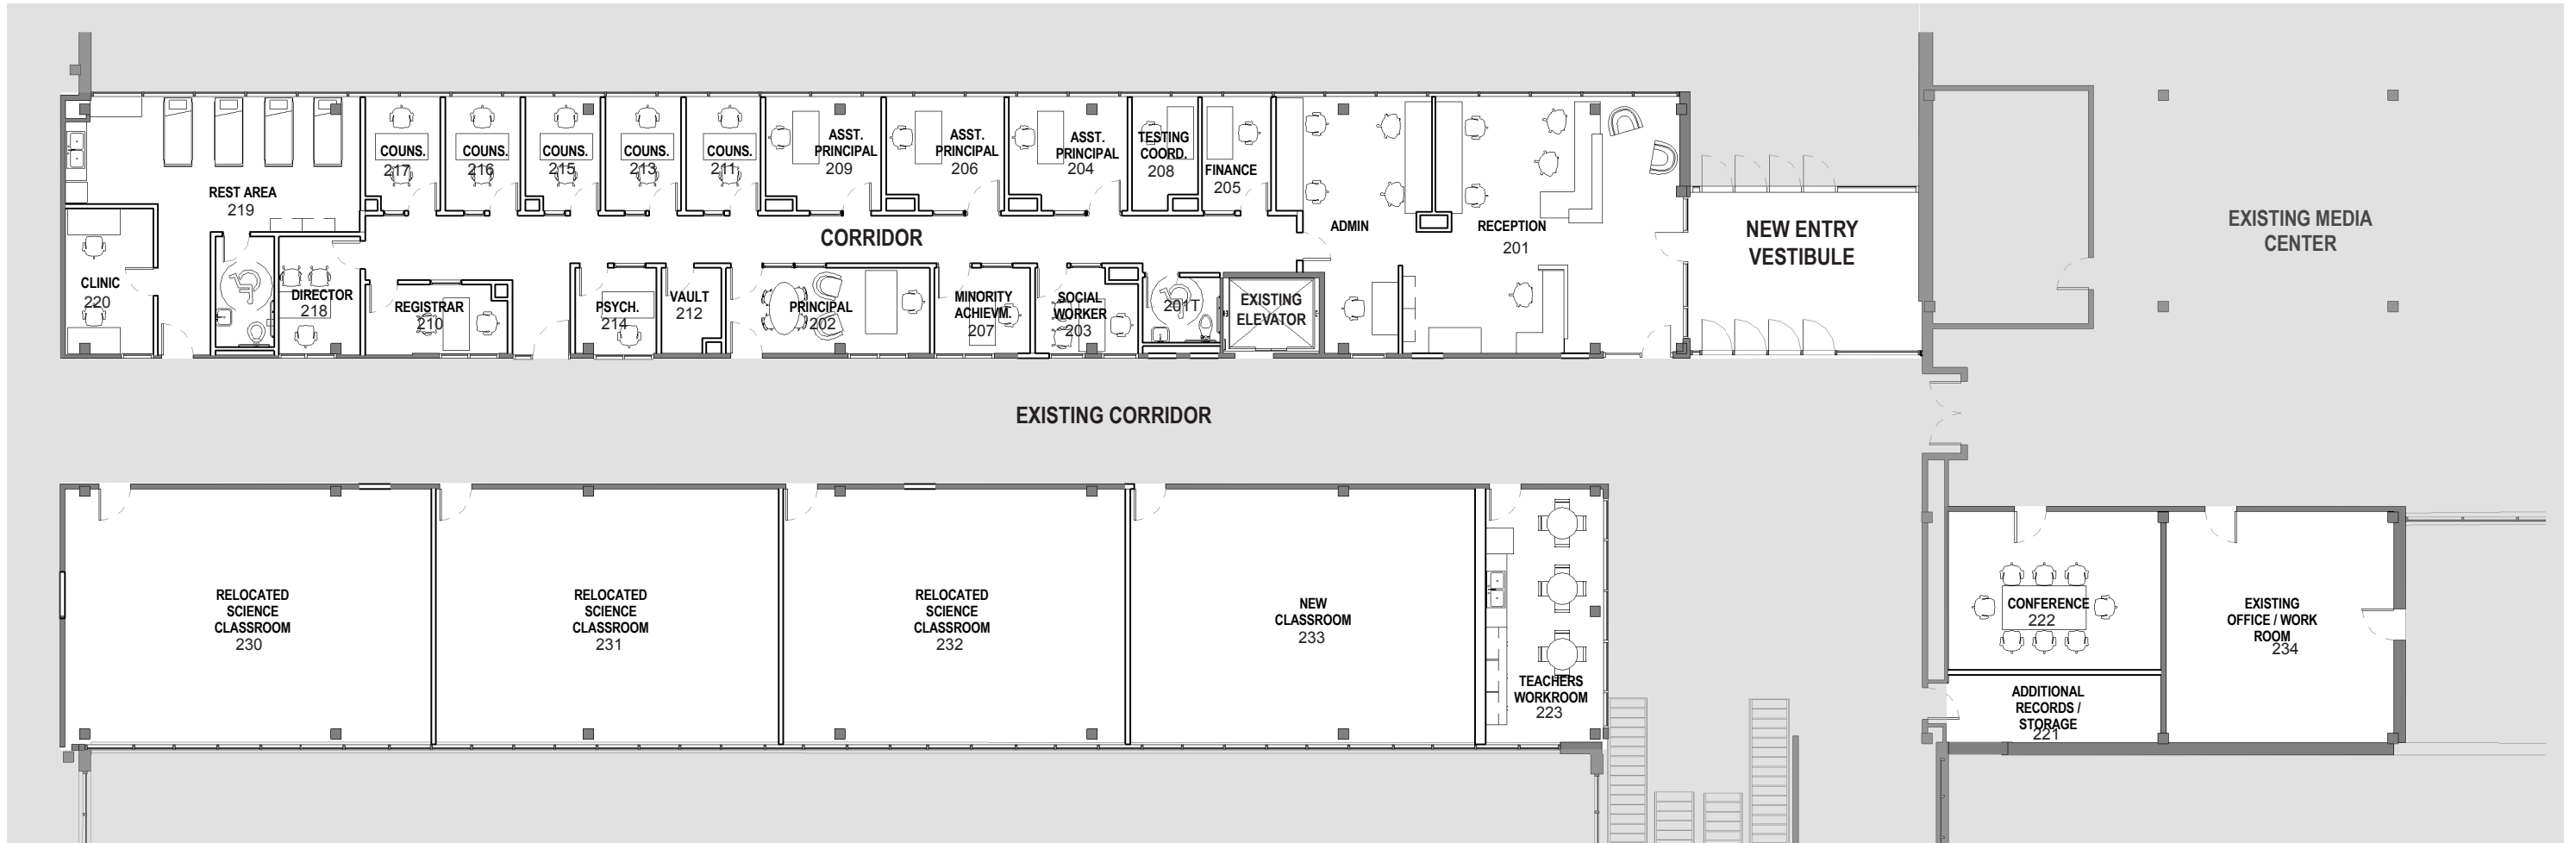 COUNS.
217
COUNS.
216
COUNS.
215
COUNS.
213
COUNS.
211
ASST.
PRINCIPAL
209
ASST.
PRINCIPAL
206
ASST.
PRINCIPAL
204
TESTING
COORD.
208
FINANCE
205
REST AREA
219
CORRIDOR
ADMIN
RECEPTION
201
NEW ENTRY
VESTIBULE
EXISTING MEDIA
CENTER
CLINIC
220
DIRECTOR
218
REGISTRAR
210
PSYCH.
214
VAULT
212
PRINCIPAL
202
MINORITY
ACHIEVM.
207
SOCIAL
WORKER
203
201T
EXISTING
ELEVATOR
EXISTING CORRIDOR
RELOCATED
SCIENCE
CLASSROOM
230
RELOCATED
SCIENCE
CLASSROOM
231
RELOCATED
SCIENCE
CLASSROOM
232
NEW
CLASSROOM
233
TEACHERS
WORKROOM
223
CONFERENCE
222
EXISTING
OFFICE / WORK
ROOM
234
ADDITIONAL
RECORDS /
STORAGE
221